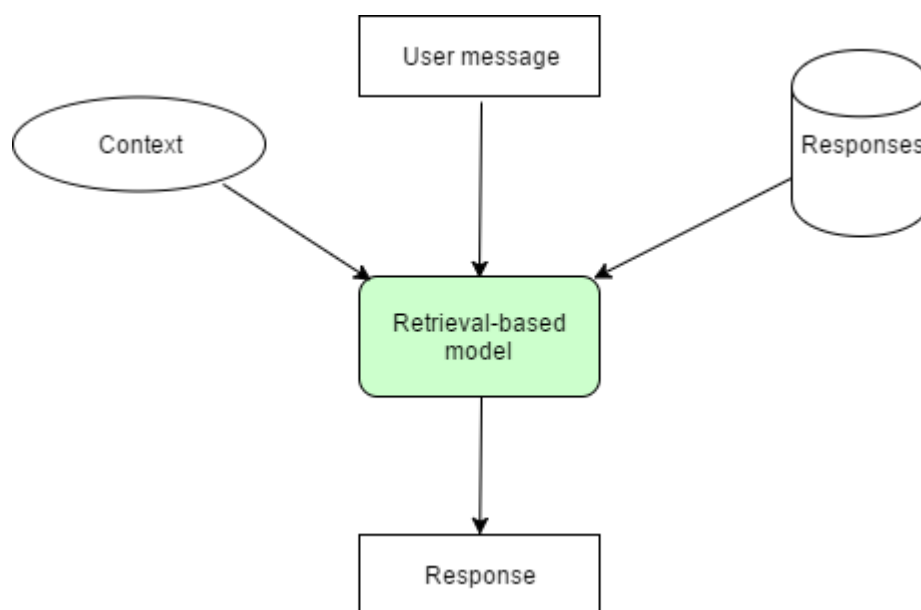 User message
Context
Responses
Retrieval-based
model
Response